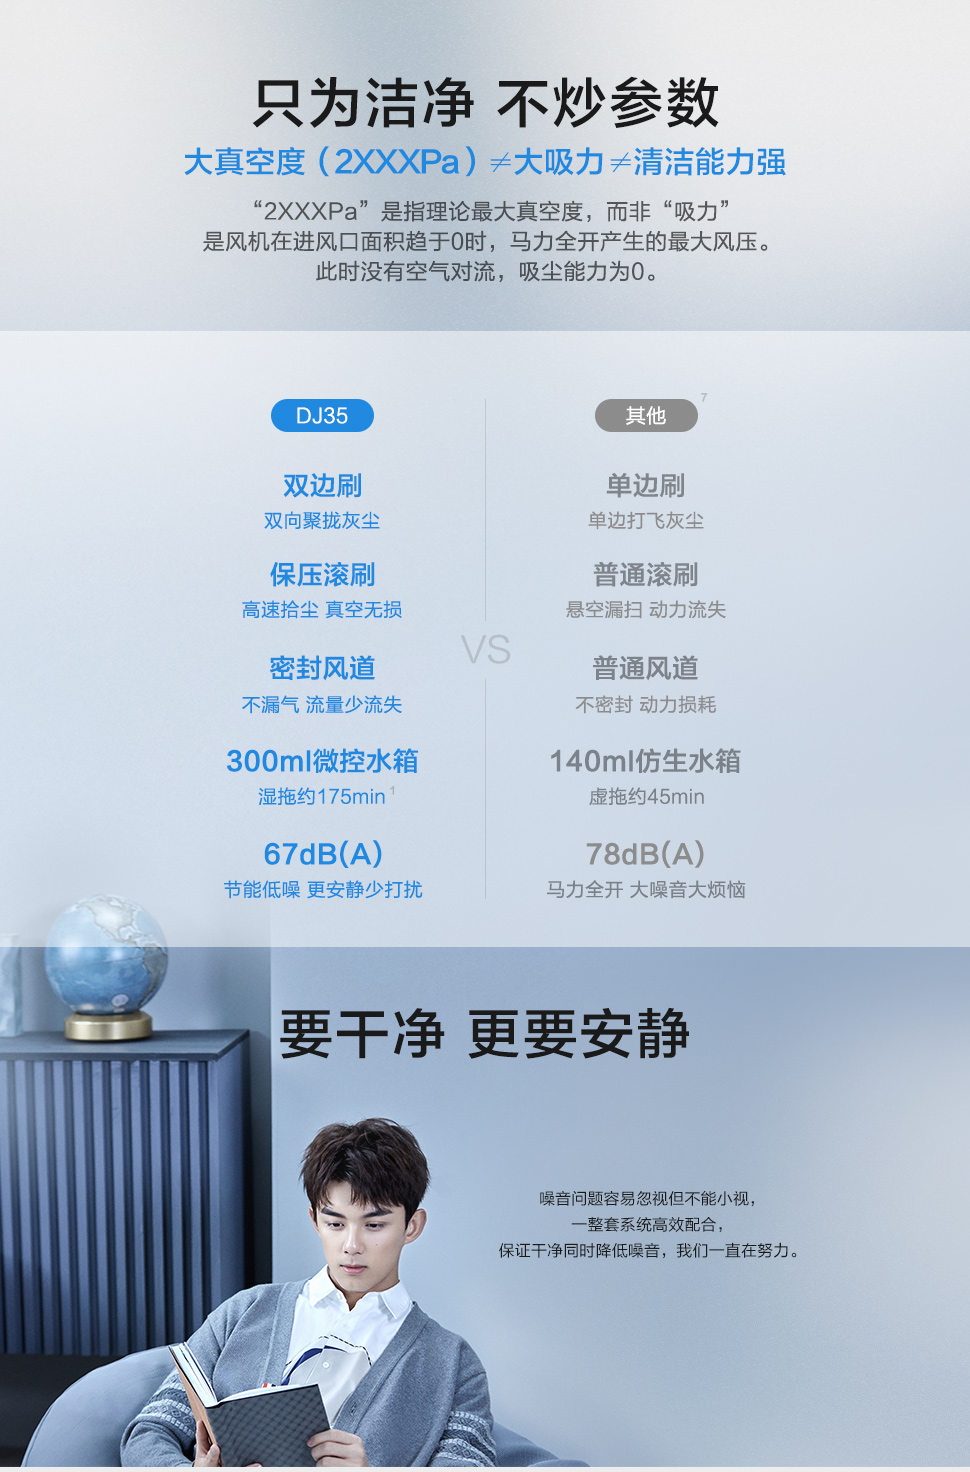 只为洁净 不炒参数
大真空度（2XXXPa）≠大吸力≠清洁能力强
“2XXXPa”是指理论最大真空度，而非“吸力”
是风机在进风口面积趋于0时，马力全开产生的最大风压。
此时没有空气对流，吸尘能力为0。
DJ35
其他 7
双边刷
双向聚拢灰尘
单边刷
单边打飞灰尘
保压滚刷
高速拾尘 真空无损
普通滚刷
悬空漏扫 动力流失
VS
密封风道
不漏气 流量少流失
普通风道
不密封 动力损耗
300ml微控水箱
湿拖约175min 1
140ml仿生水箱
虚拖约45min
67dB(A)
节能低噪 更安静少打扰
78dB(A)
马力全开 大噪音大烦恼
要干净 更要安静
噪音问题容易忽视但不能小视，
一整套系统高效配合，
保证干净同时降低噪音，我们一直在努力。